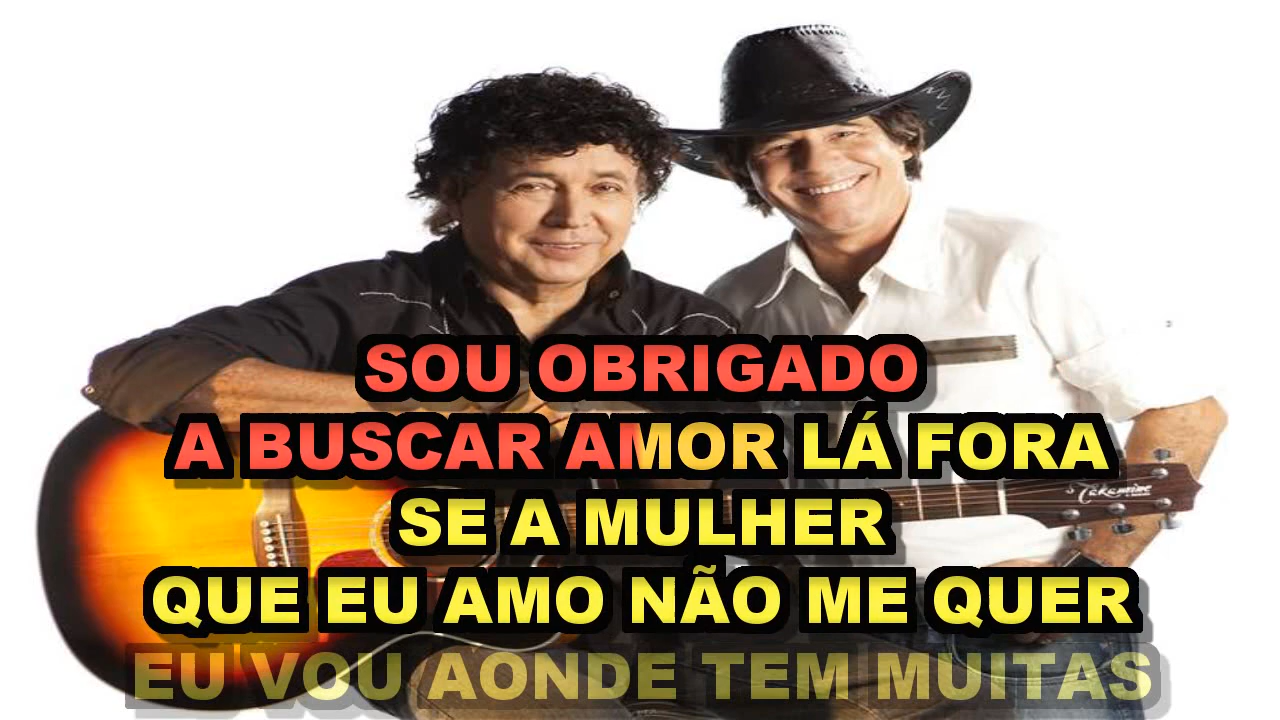 SOU OBRIGADO
A BUSCAR AMOR LÁ FORA
SE A MULHER
QUE EU AMO NÃO ME QUER
EU VOU AONDE TEM MUITAS
Takamine